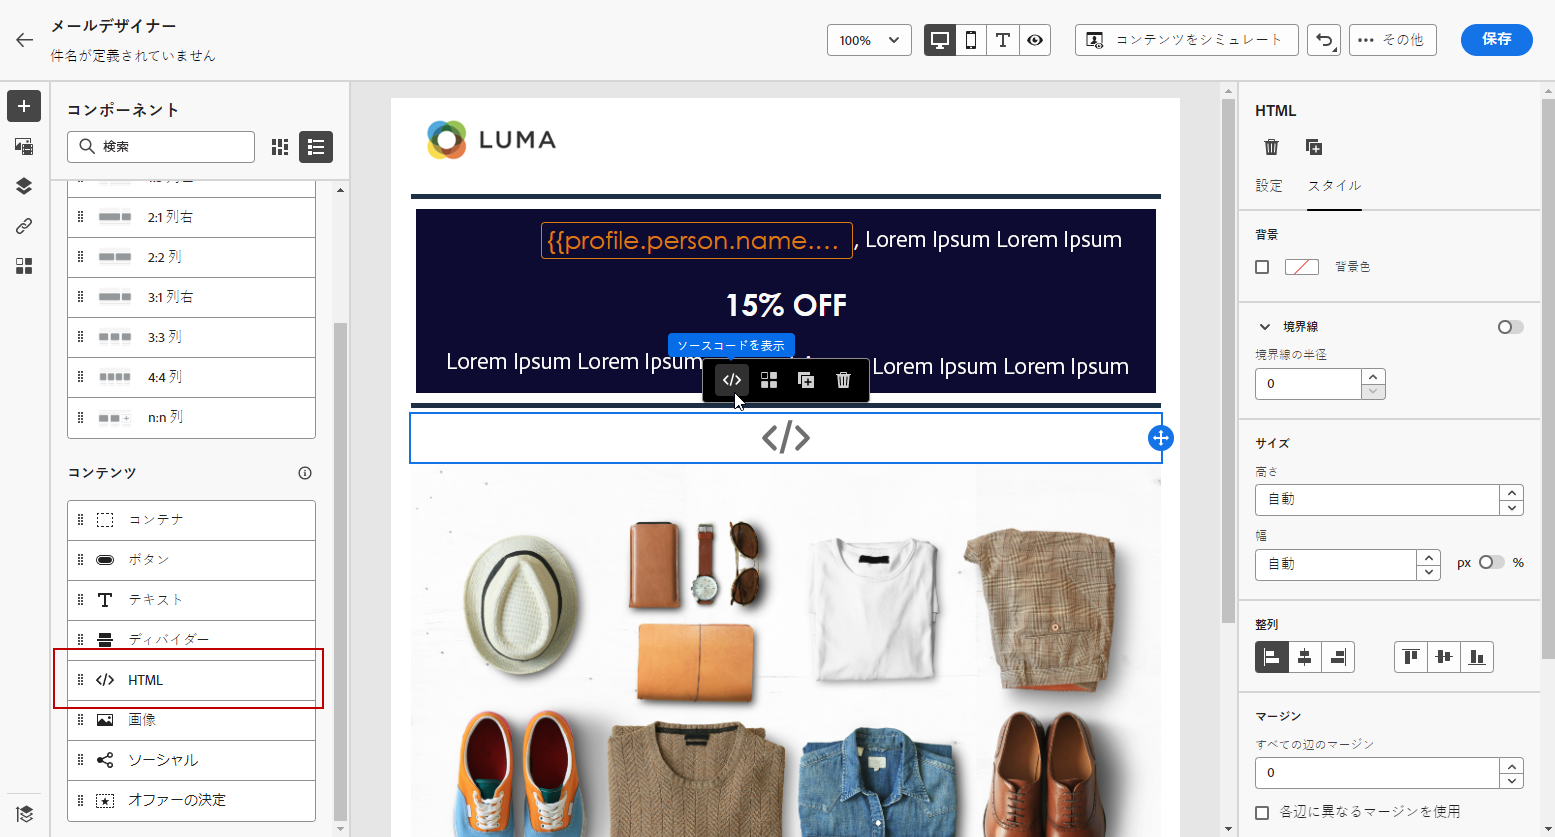 メールデザイナー
件名が定義されていません
100%
コンテンツをシミュレート
その他
保存
コンポーネント
検索
2:1 列右
2:2 列
3:1 列右
3:3 列
4:4 列
n:n 列
コンテンツ
コンテナ
ボタン
テキスト
ディバイダー
HTML
画像
ソーシャル
オファーの決定
LUMA
{{profile.person.name.... , Lorem Ipsum Lorem Ipsum
15% OFF
ソースコードを表示
Lorem Ipsum Lorem Ipsum
Lorem Ipsum Lorem Ipsum
HTML
設定 スタイル
背景
背景色
境界線
境界線の半径
0
サイズ
高さ
自動
幅
自動
px %
整列
マージン
すべての辺のマージン
0
各辺に異なるマージンを使用